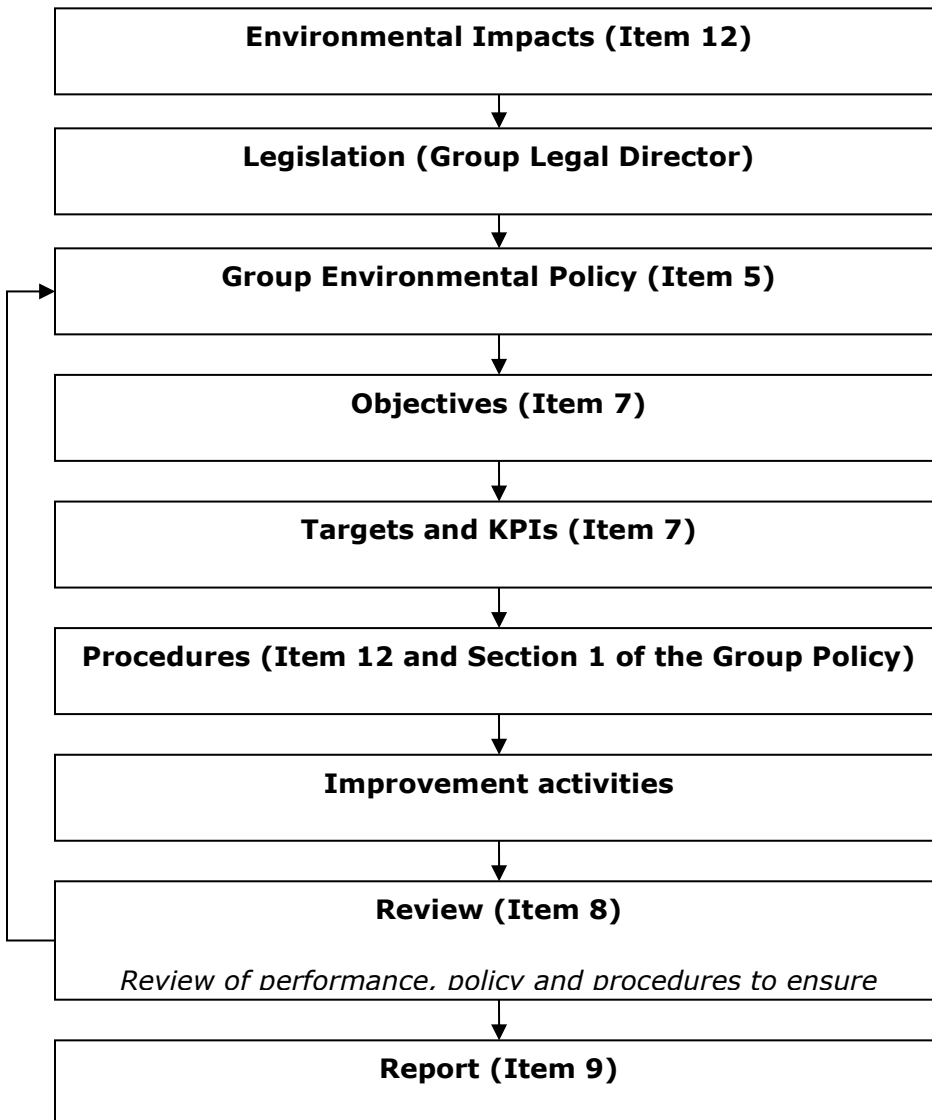 Environmental Impacts (Item 12)
Legislation (Group Legal Director)
Group Environmental Policy (Item 5)
Objectives (Item 7)
Targets and KPIs (Item 7)
Procedures (Item 12 and Section 1 of the Group Policy)
Improvement activities
Review (Item 8)
Review of performance, policy and procedures to ensure
Report (Item 9)